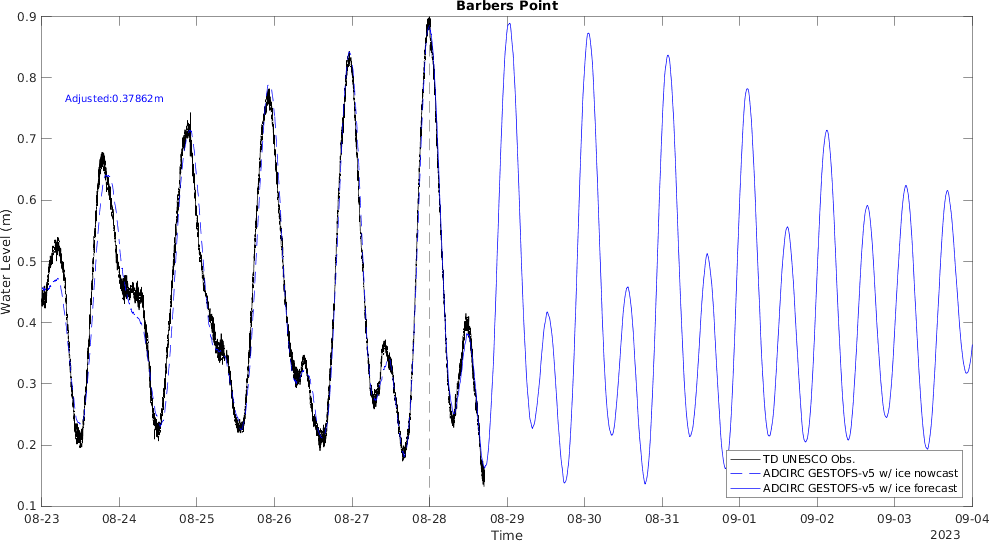 Barbers Point
0.9
0.8
0.7
0.6
0.5
0.4
0.3
0.2
0.1
Water Level (m)
Adjusted:0.37862m
TD UNESCO Obs.
ADCIRC GESTOFS-v5 w/ ice nowcast
ADCIRC GESTOFS-v5 w/ ice forecast
08-23 08-24 08-25 08-26 08-27 08-28 08-29 08-30 08-31 09-01 09-02 09-03 09-04
Time
2023